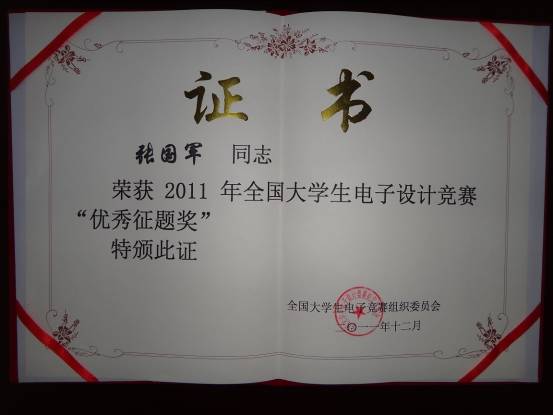 证 书
张国军 同志
荣获 2011 年全国大学生电子设计竞赛
“优秀征题奖”
特颁此证
全国大学生电子竞赛组织委员会
二〇一一年十二月